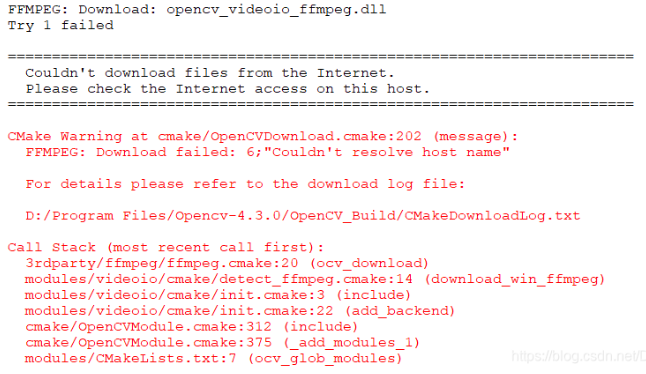 FFMPEG: Download: opencv_videoio_ffmpeg.dll
Try 1 failed
=======================================================================
Couldn't download files from the Internet.
Please check the Internet access on this host.
=======================================================================
CMake Warning at cmake/OpenCVDownload.cmake:202 (message):
FFMPEG: Download failed: 6;"Couldn't resolve host name"
For details please refer to the download log file:
D:/Program Files/Opencv-4.3.0/OpenCV_Build/CMakeDownloadLog.txt
Call Stack (most recent call first):
3rdparty/ffmpeg/ffmpeg.cmake:20 (ocv_download)
modules/videoio/cmake/detect_ffmpeg.cmake:14 (download_win_ffmpeg)
modules/videoio/cmake/init.cmake:3 (include)
modules/videoio/cmake/init.cmake:22 (add_backend)
cmake/OpenCVModule.cmake:312 (include)
cmake/OpenCVModule.cmake:375 (_add_modules_1)
modules/CMakeLists.txt:7 (ocv_glob_modules)
https://blog.csdn.net/